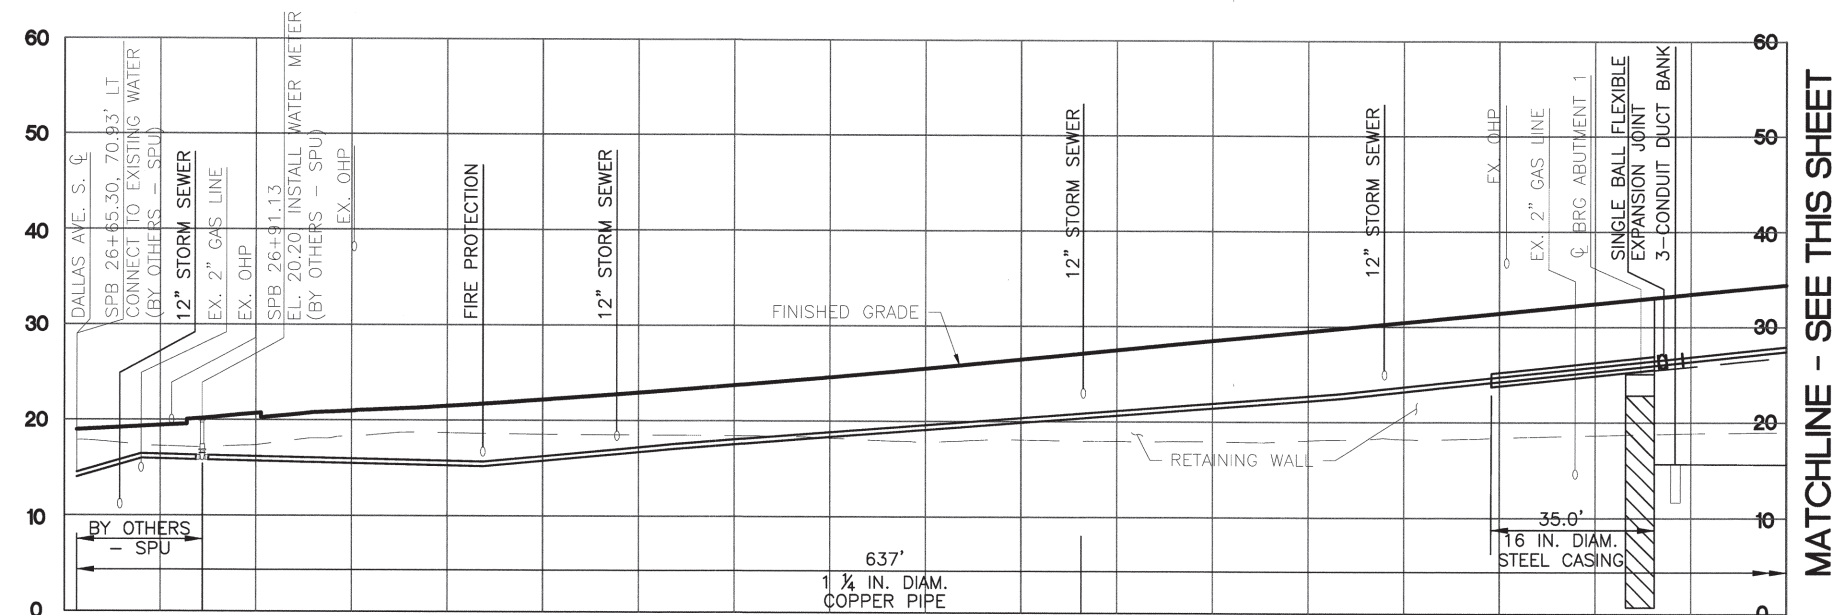 60
50
40
30
20
10
0
DALLAS AVE. S. ℄
SPB 26+65.30, 70.93' LT
CONNECT TO EXISTING WATER
(BY OTHERS – SPU)
12" STORM SEWER
EX. 2" GAS LINE
EX. OHP
SPB 26+91.13
EL. 20.20, INSTALL WATER METER
(BY OTHERS – SPU)
EX. OHP
FIRE PROTECTION
12" STORM SEWER
FINISHED GRADE
12" STORM SEWER
12" STORM SEWER
RETAINING WALL
EX. OHP
EX. 2" GAS LINE
℄ BRG ABUTMENT 1
SINGLE BALL FLEXIBLE
EXPANSION JOINT
3–CONDUIT DUCT BANK
BY OTHERS
– SPU
637'
1 ¼ IN. DIAM.
COPPER PIPE
35.0'
16 IN. DIAM.
STEEL CASING
60
50
40
30
20
10
0
MATCHLINE – SEE THIS SHEET